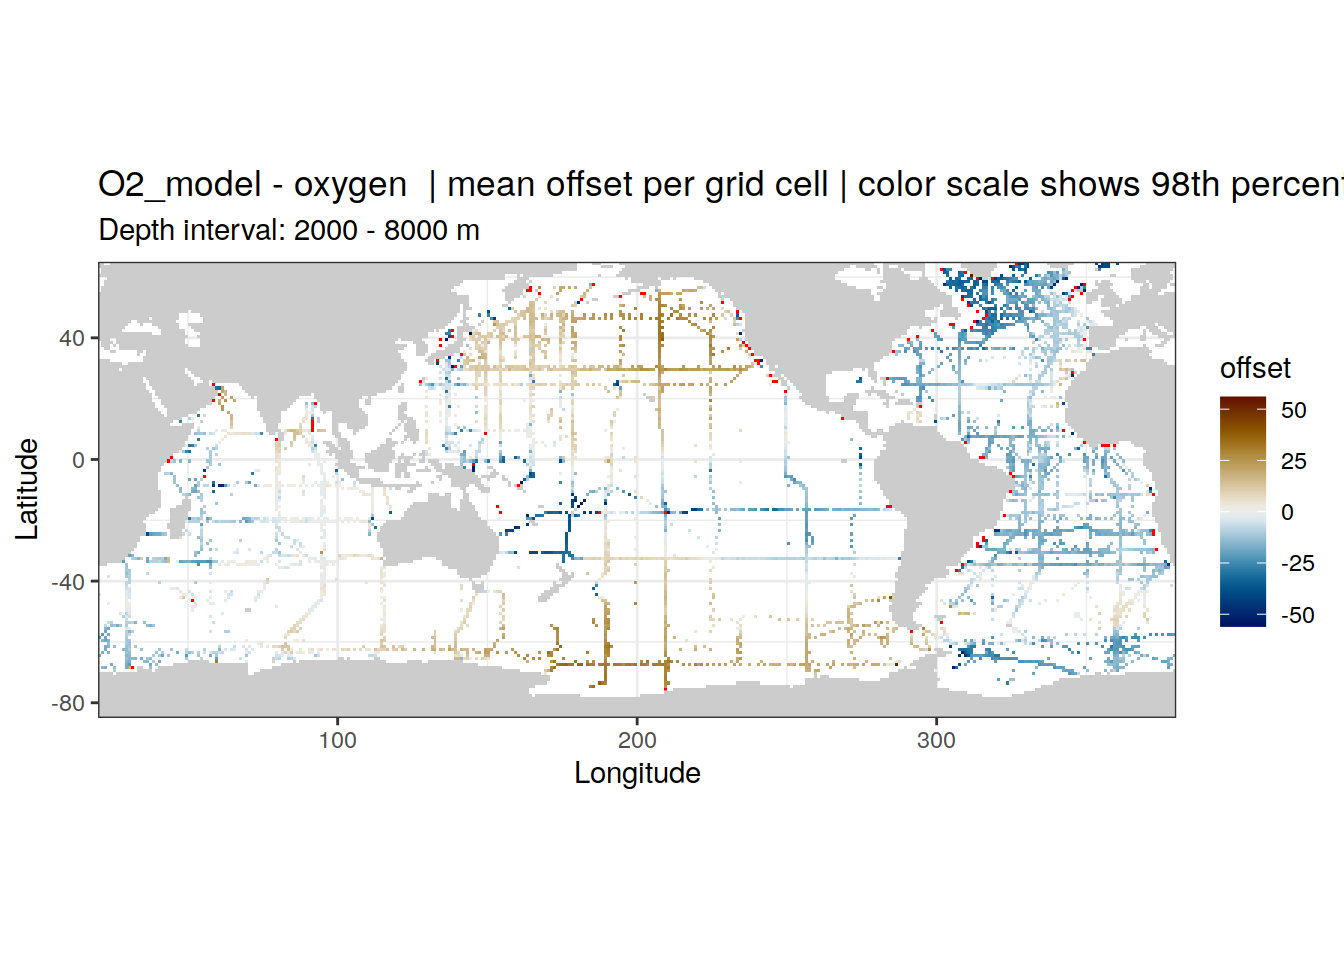 O2_model - oxygen  | mean offset per grid cell | color scale shows 98th percent
Depth interval: 2000 - 8000 m
offset
50
25
0
-25
-50
40
0
-40
-80
Latitude
100
200
300
Longitude